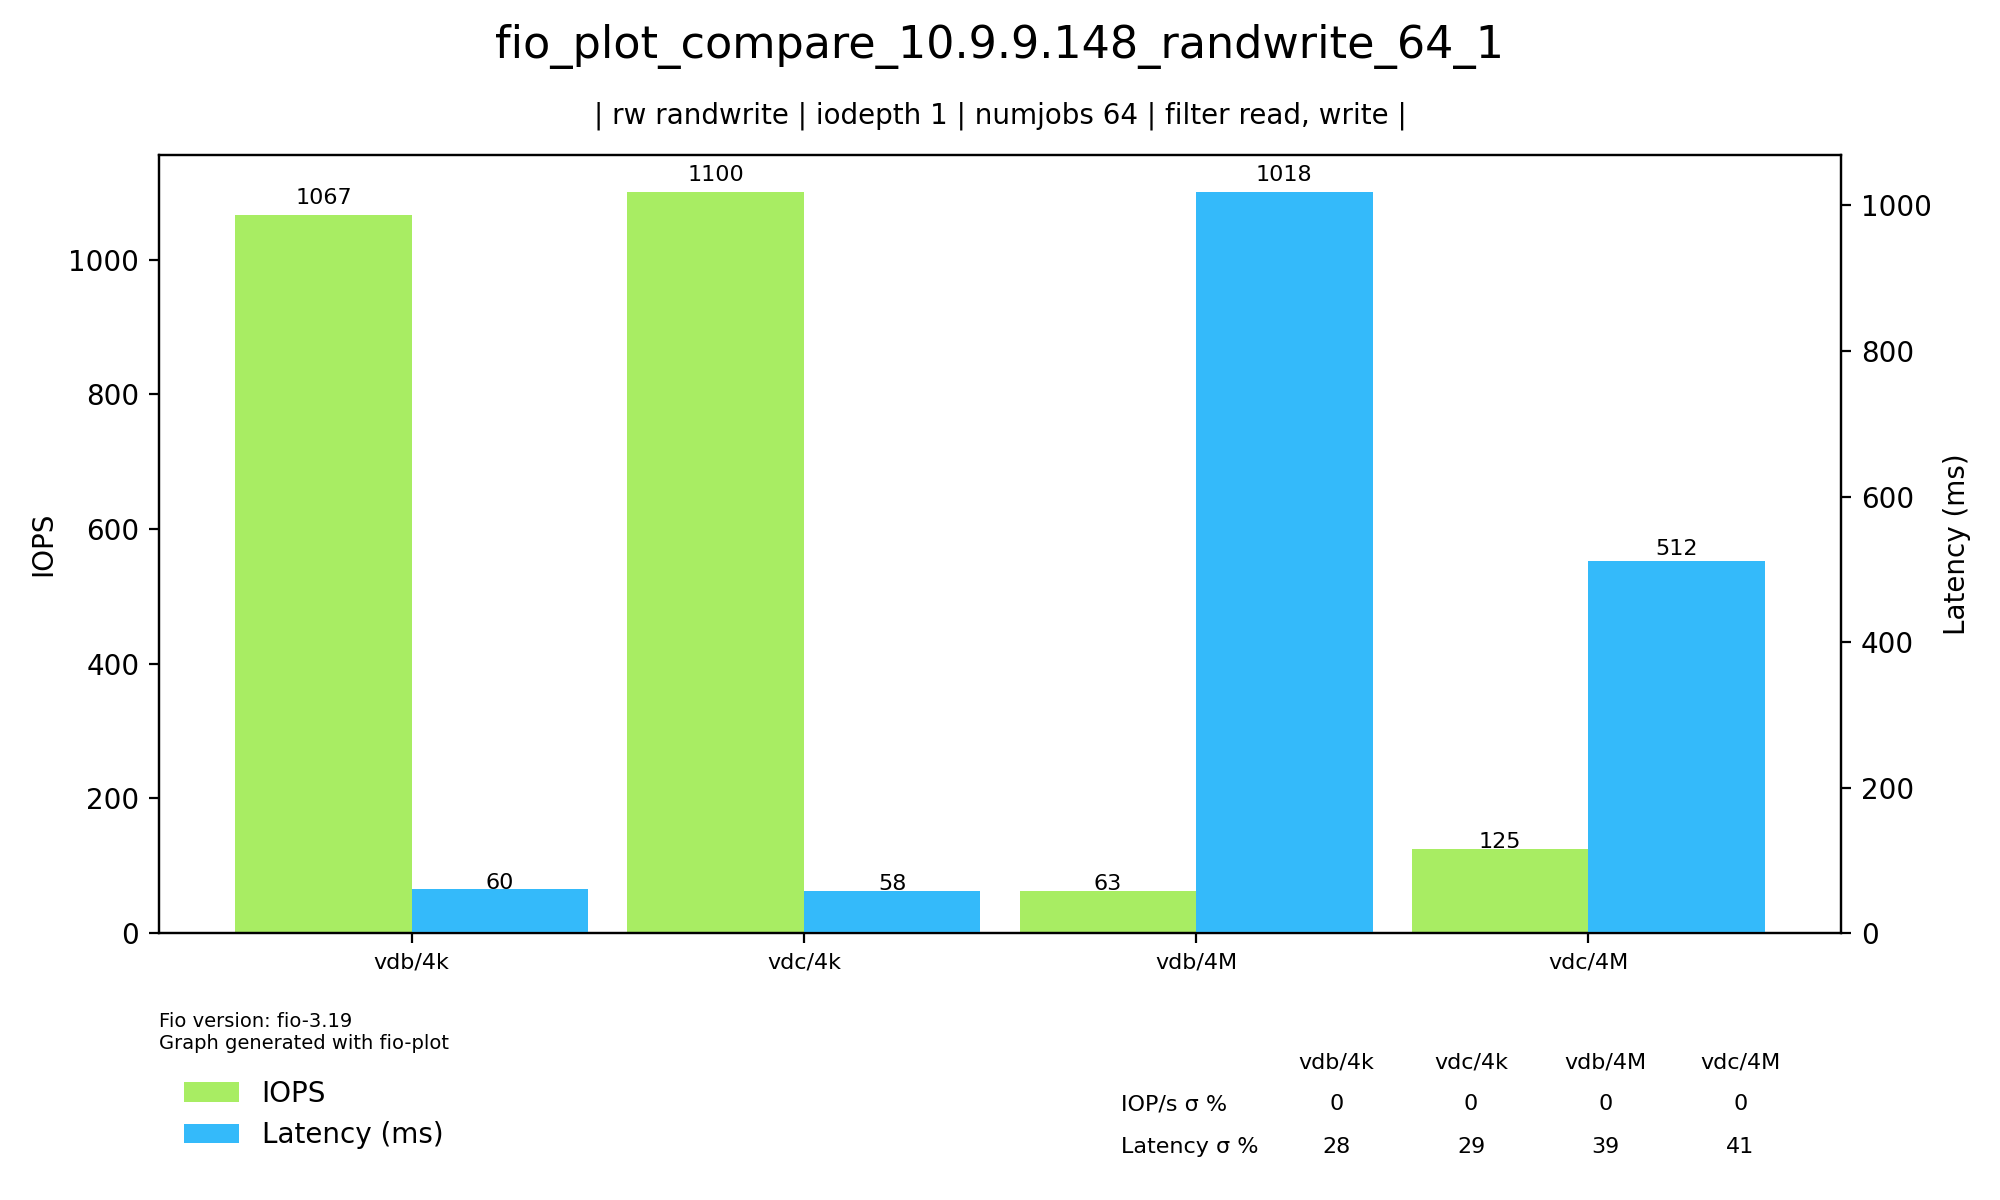 fio_plot_compare_10.9.9.148_randwrite_64_1
| rw randwrite | iodepth 1 | numjobs 64 | filter read, write |
1067
1100
1018
1000
1000
800
800
600
600
512
400
400
200
200
125
60
58
63
0
0
IOPS
Latency (ms)
vdb/4k vdc/4k vdb/4M vdc/4M
Fio version: fio-3.19
Graph generated with fio-plot
IOPS
Latency (ms)
vdb/4k vdc/4k vdb/4M vdc/4M
IOP/s σ % 0 0 0 0
Latency σ % 28 29 39 41